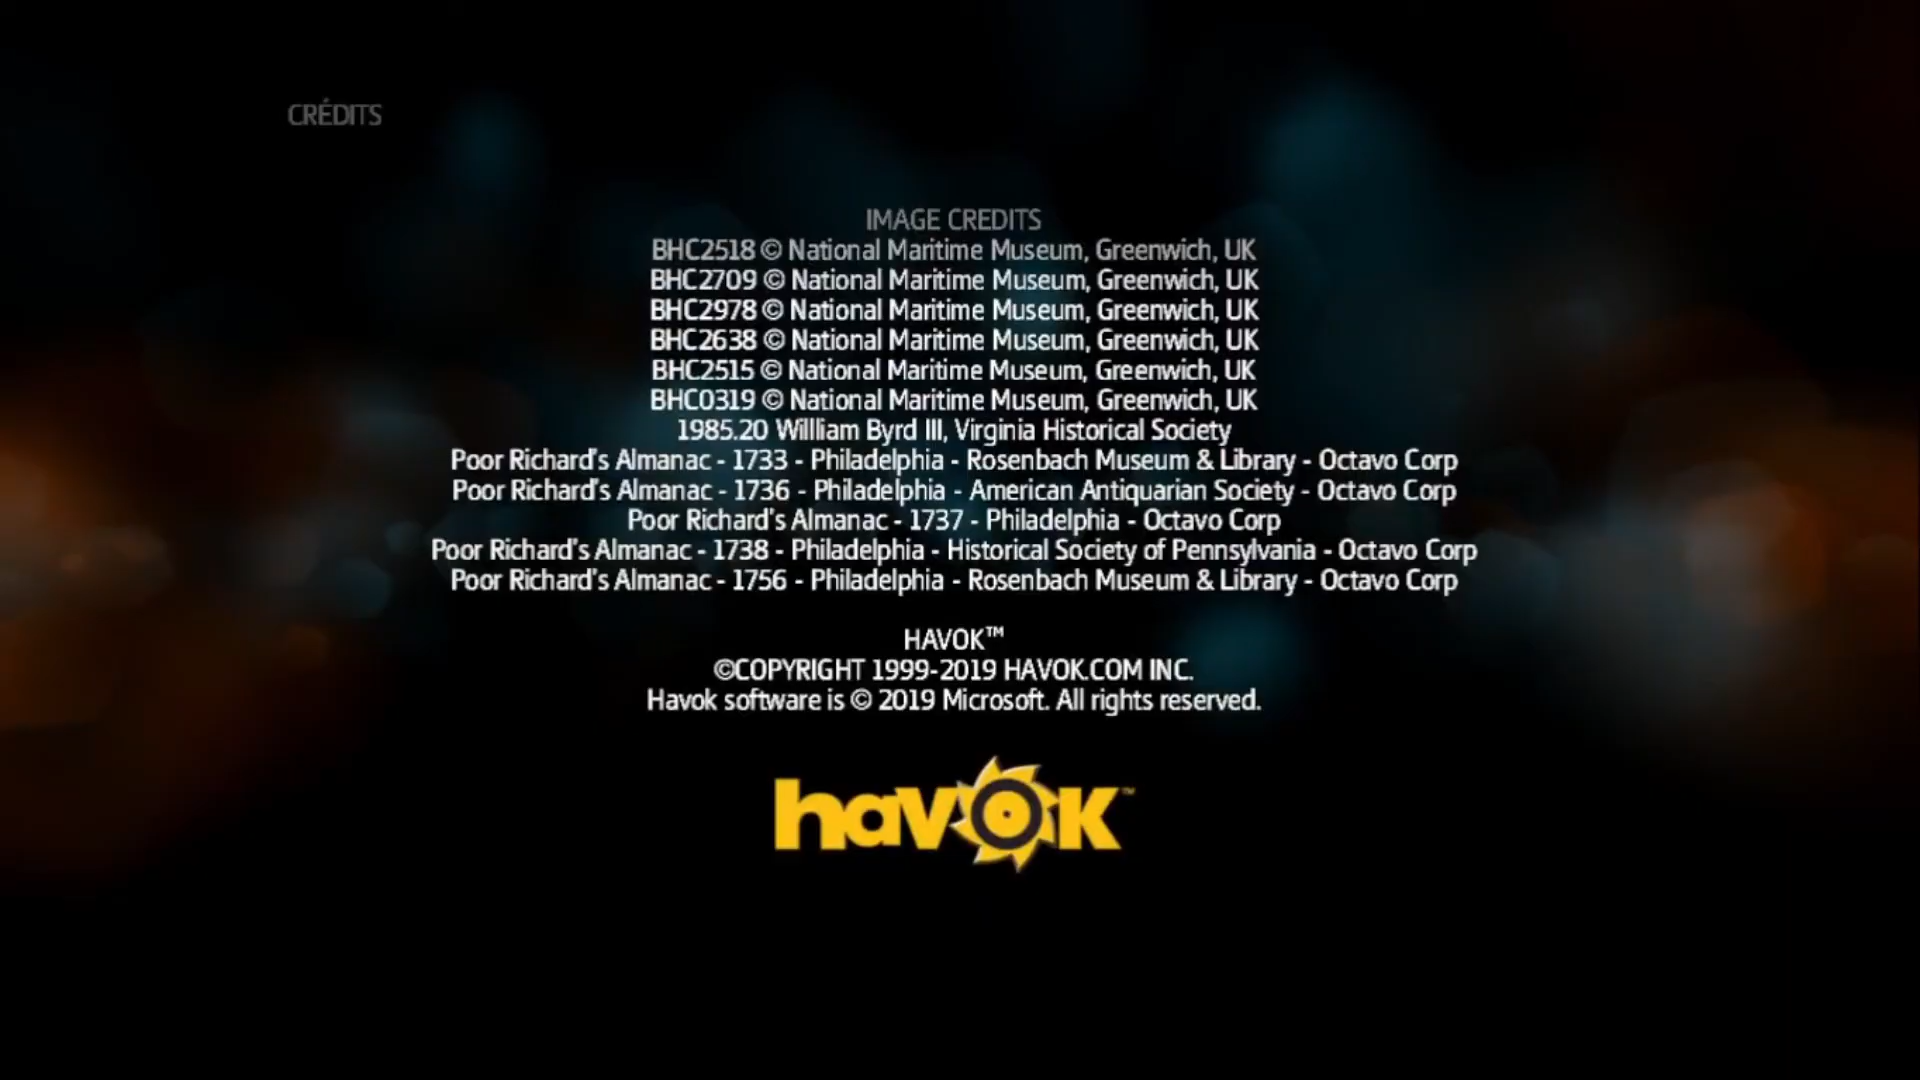 CRÉDITS
IMAGE CREDITS
BHC2518 © National Maritime Museum, Greenwich, UK
BHC2709 © National Maritime Museum, Greenwich, UK
BHC2978 © National Maritime Museum, Greenwich, UK
BHC2638 © National Maritime Museum, Greenwich, UK
BHC2515 © National Maritime Museum, Greenwich, UK
BHC0319 © National Maritime Museum, Greenwich, UK
1985.20 William Byrd III, Virginia Historical Society
Poor Richard's Almanac - 1733 - Philadelphia - Rosenbach Museum & Library - Octavo Corp
Poor Richard's Almanac - 1736 - Philadelphia - American Antiquarian Society - Octavo Corp
Poor Richard's Almanac - 1737 - Philadelphia - Octavo Corp
Poor Richard's Almanac - 1738 - Philadelphia - Historical Society of Pennsylvania - Octavo Corp
Poor Richard's Almanac - 1756 - Philadelphia - Rosenbach Museum & Library - Octavo Corp
HAVOK™
©COPYRIGHT 1999-2019 HAVOK.COM INC.
Havok software is © 2019 Microsoft. All rights reserved.
havok™